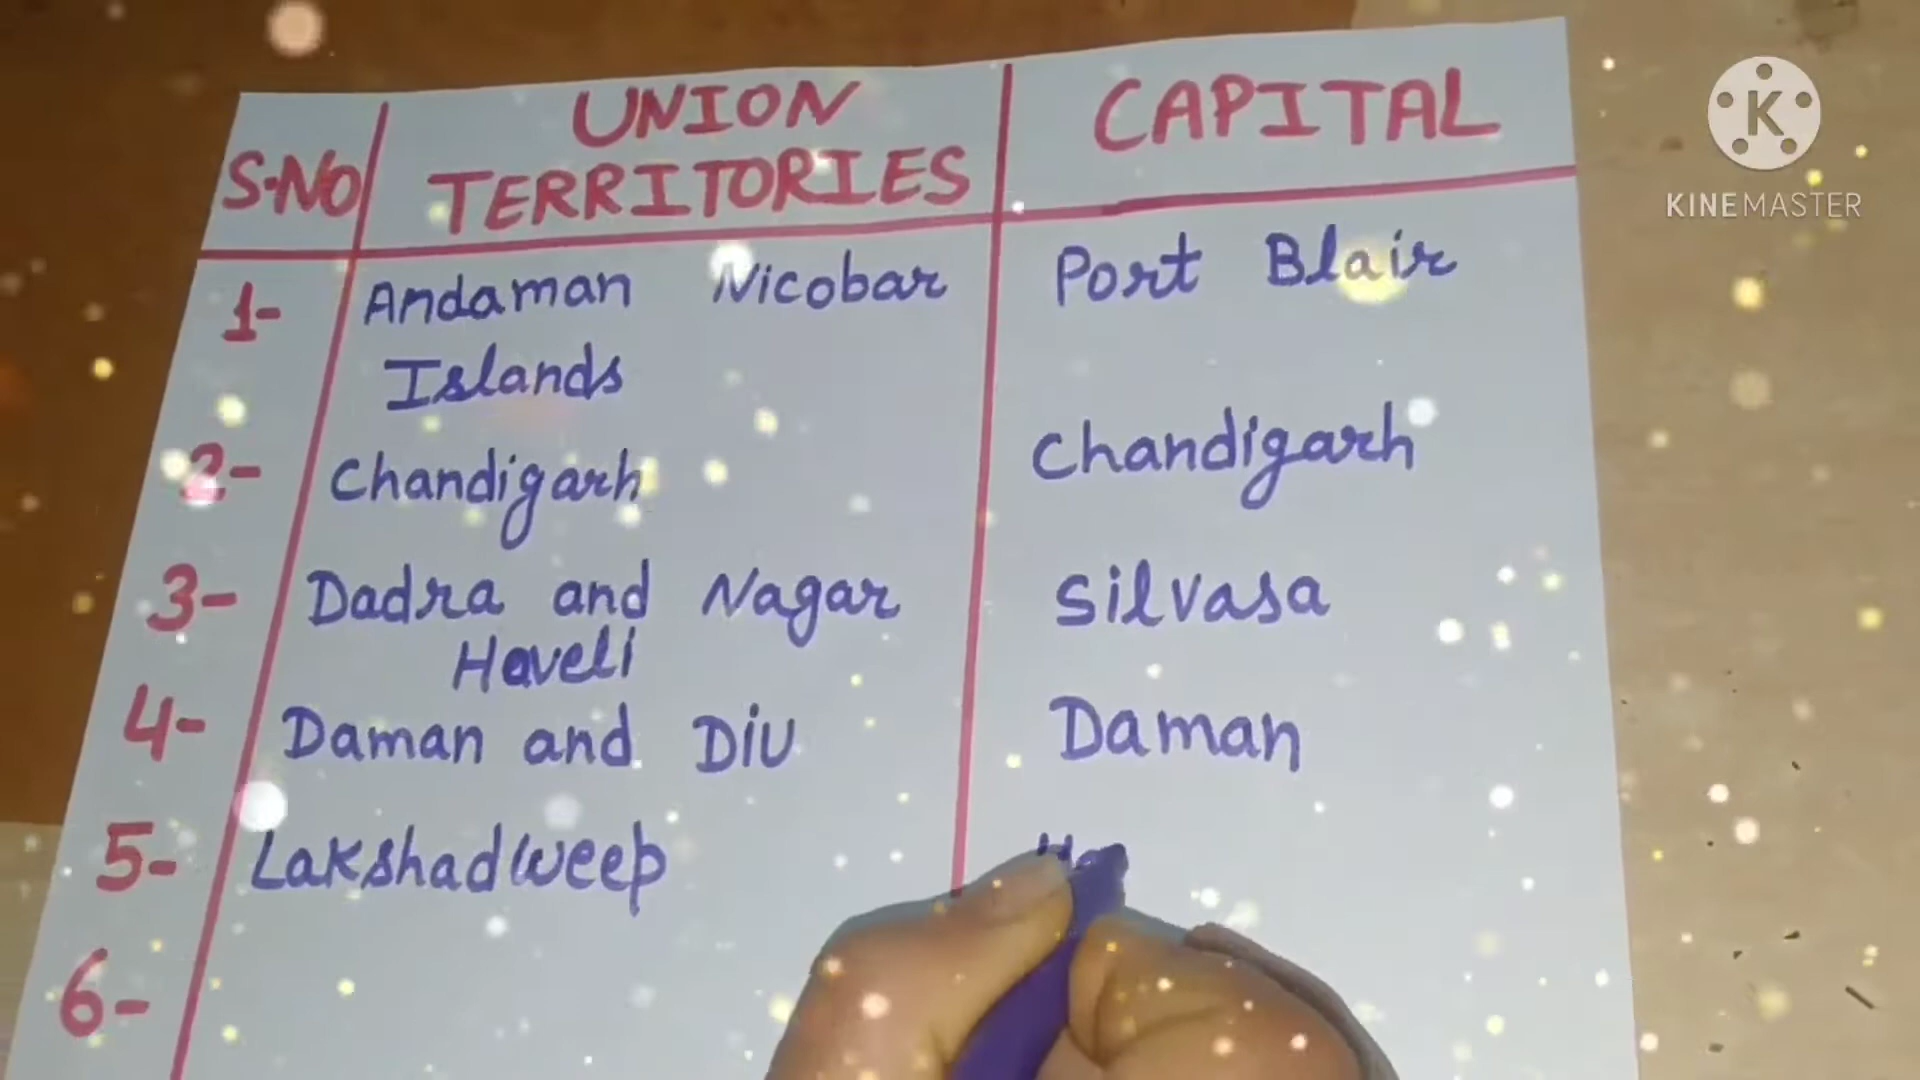 S.NO UNION TERRITORIES CAPITAL
1- Andaman Nicobar Islands Port Blair
2- Chandigarh Chandigarh
3- Dadra and Nagar Haveli Silvasa
4- Daman and Diu Daman
5- Lakshadweep
6-
K
KINEMASTER